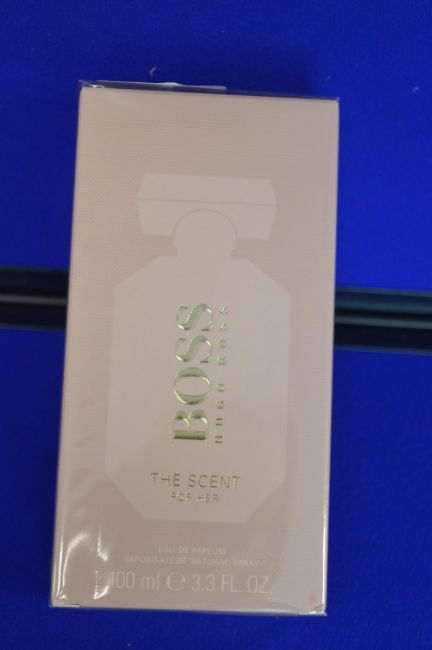 BOSS
HUGO BOSS
THE SCENT
FOR HER
EAU DE PARFUM
VAPORISATEUR NATURAL SPRAY
100 ml ℮ 3.3 FL. OZ.